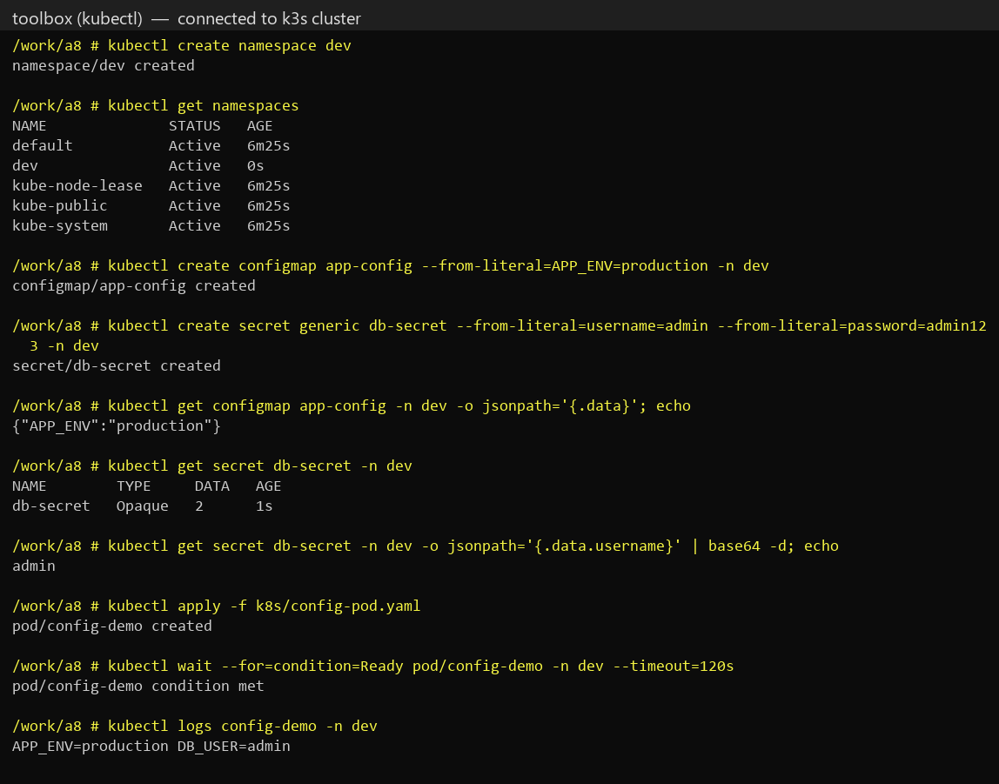 toolbox (kubectl)  —  connected to k3s cluster
/work/a8 # kubectl create namespace dev
namespace/dev created
/work/a8 # kubectl get namespaces
NAME              STATUS   AGE
default           Active   6m25s
dev               Active   0s
kube-node-lease   Active   6m25s
kube-public       Active   6m25s
kube-system       Active   6m25s
/work/a8 # kubectl create configmap app-config --from-literal=APP_ENV=production -n dev
configmap/app-config created
/work/a8 # kubectl create secret generic db-secret --from-literal=username=admin --from-literal=password=admin12
  3 -n dev
secret/db-secret created
/work/a8 # kubectl get configmap app-config -n dev -o jsonpath='{.data}'; echo
{"APP_ENV":"production"}
/work/a8 # kubectl get secret db-secret -n dev
NAME        TYPE     DATA   AGE
db-secret   Opaque   2      1s
/work/a8 # kubectl get secret db-secret -n dev -o jsonpath='{.data.username}' | base64 -d; echo
admin
/work/a8 # kubectl apply -f k8s/config-pod.yaml
pod/config-demo created
/work/a8 # kubectl wait --for=condition=Ready pod/config-demo -n dev --timeout=120s
pod/config-demo condition met
/work/a8 # kubectl logs config-demo -n dev
APP_ENV=production DB_USER=admin